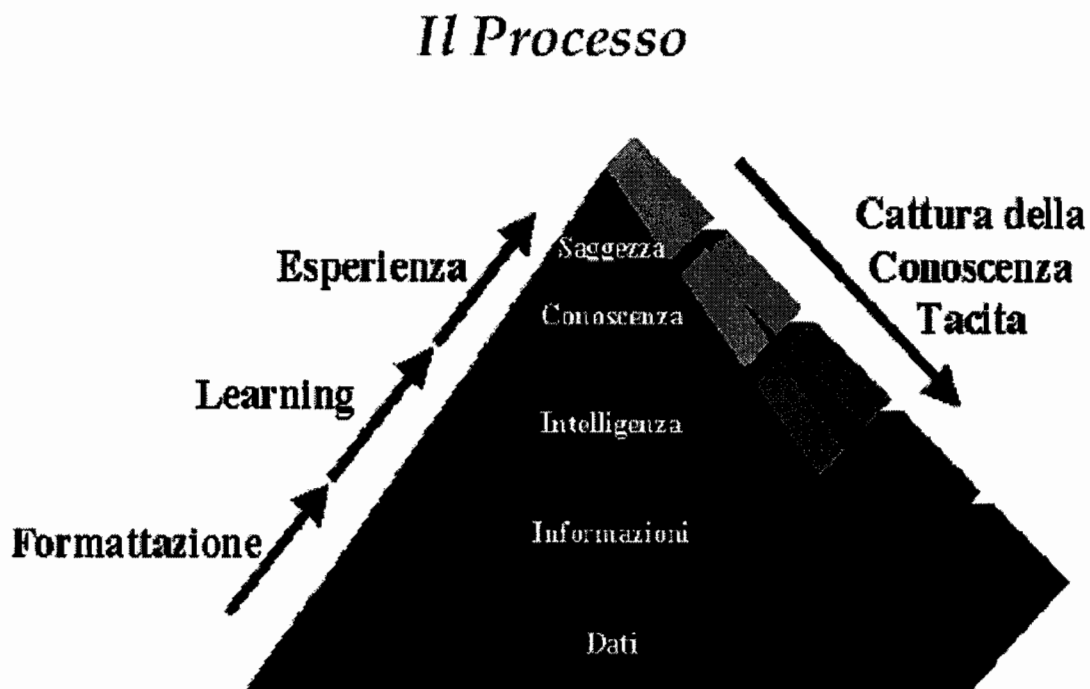 Il Processo
Cattura della
Conoscenza
Tacita
Esperienza
Learning
Formattazione
Saggezza
Conoscenza
Intelligenza
Informazioni
Dati